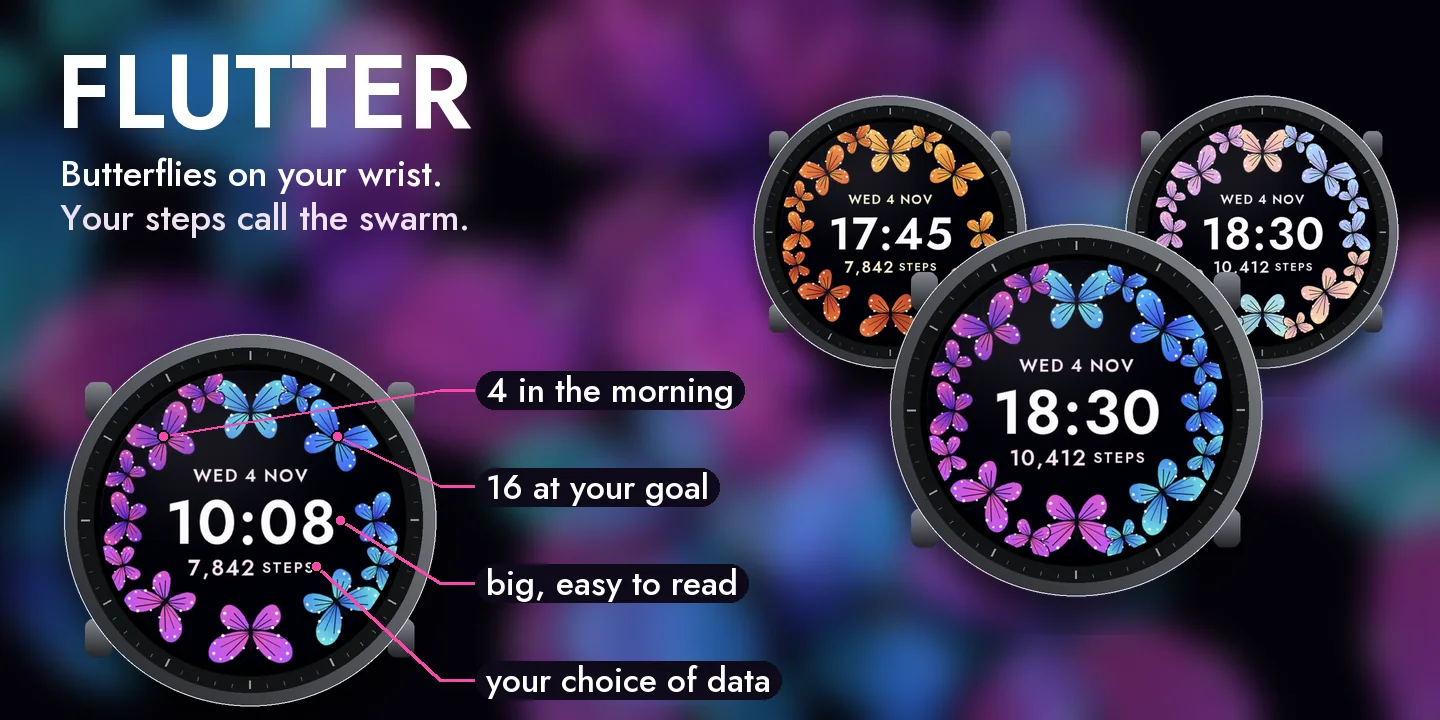 FLUTTER
Butterflies on your wrist.
Your steps call the swarm.
WED 4 NOV
17:45
7,842 STEPS
WED 4 NOV
18:30
10,412 STEPS
WED 4 NOV
18:30
10,412 STEPS
WED 4 NOV
10:08
7,842 STEPS
4 in the morning
16 at your goal
big, easy to read
your choice of data